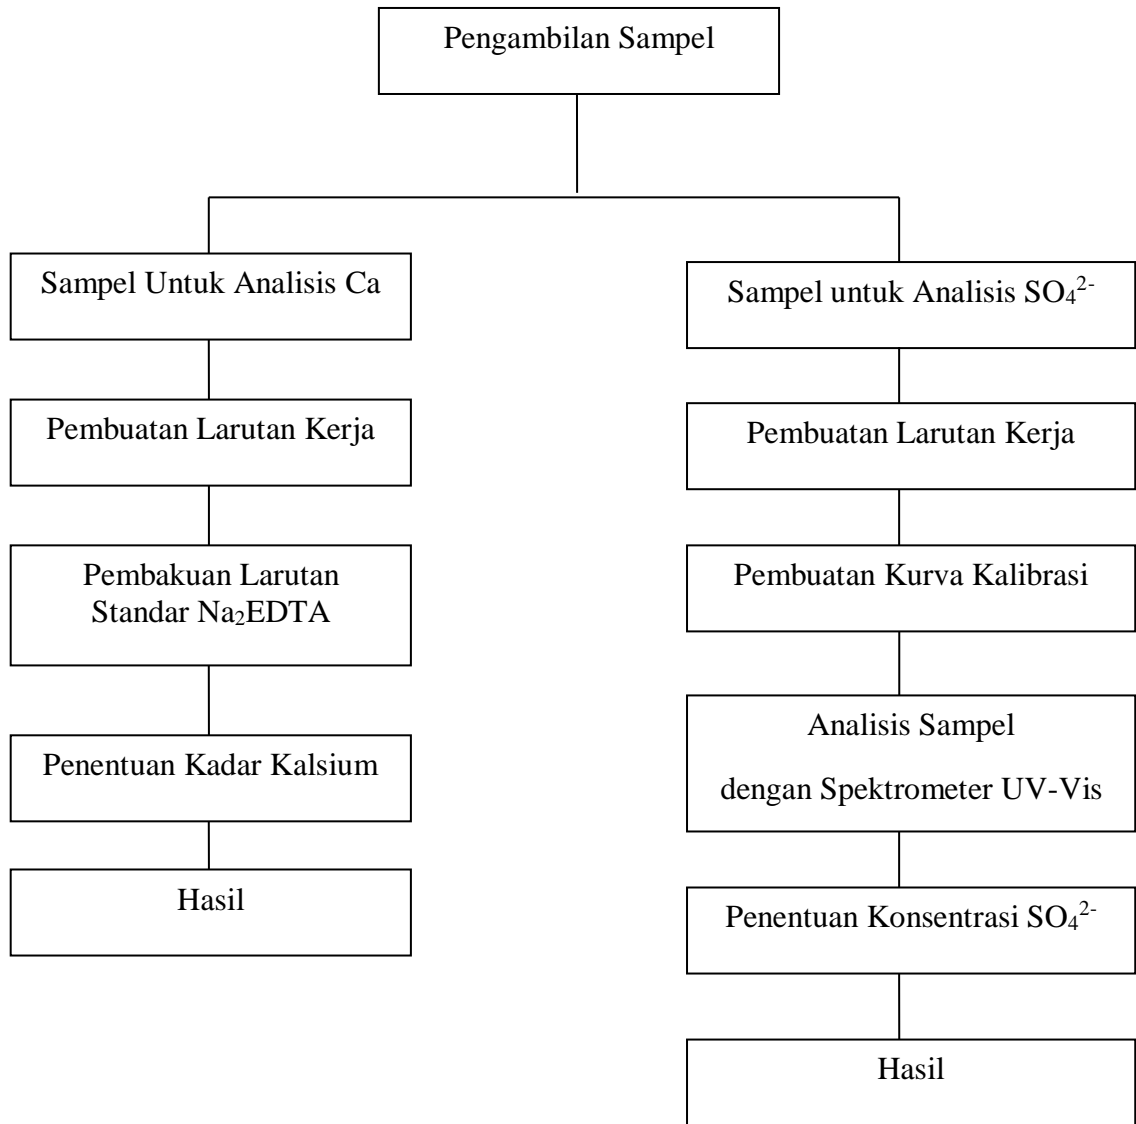 Pengambilan Sampel
Sampel Untuk Analisis Ca
Pembuatan Larutan Kerja
Pembakuan Larutan
Standar Na₂EDTA
Penentuan Kadar Kalsium
Hasil
Sampel untuk Analisis SO₄²⁻
Pembuatan Larutan Kerja
Pembuatan Kurva Kalibrasi
Analisis Sampel
dengan Spektrometer UV-Vis
Penentuan Konsentrasi SO₄²⁻
Hasil